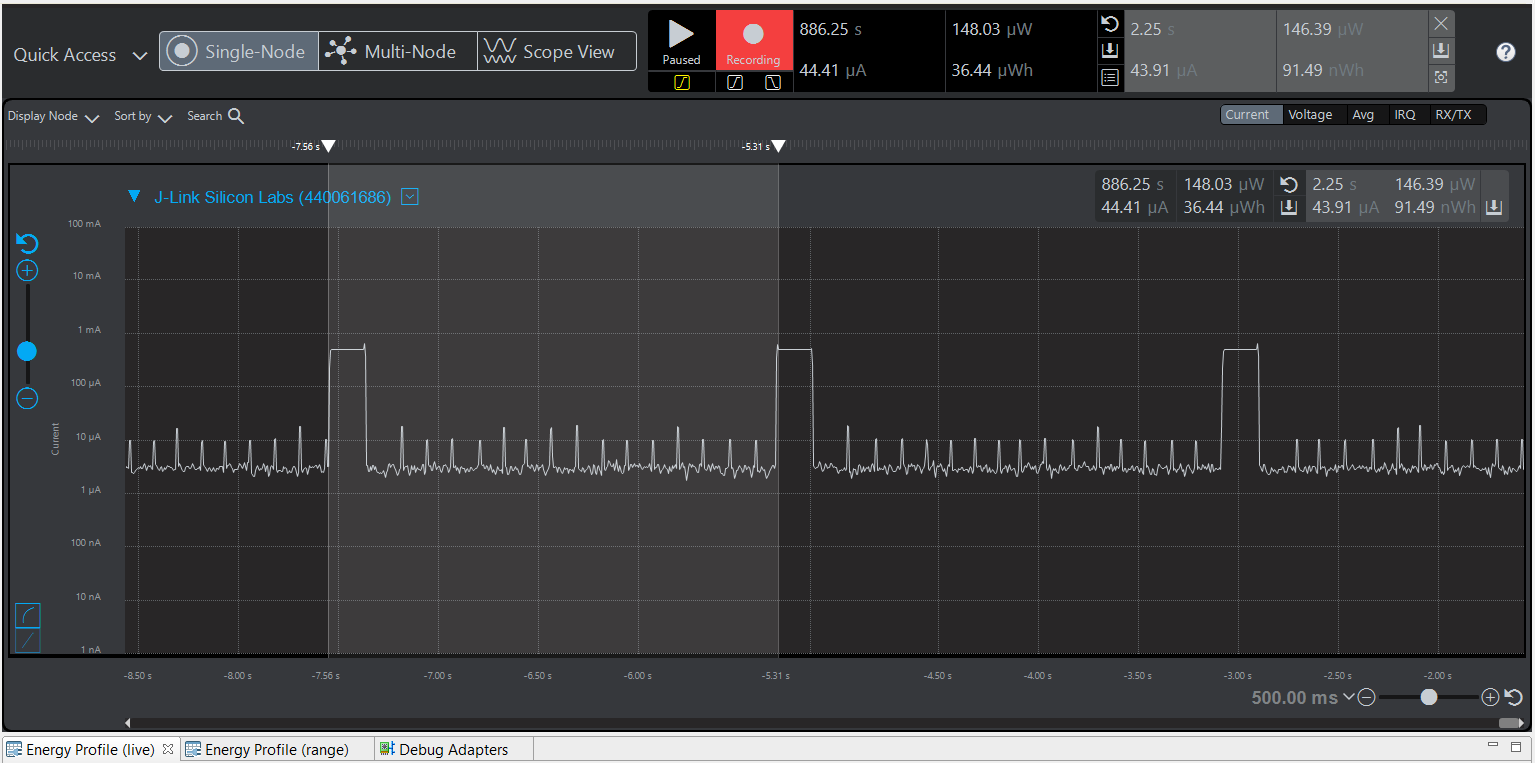 Quick Access Single-Node Multi-Node Scope View
Paused Recording
886.25 s 148.03 µW 2.25 s 146.39 µW
44.41 µA 36.44 µWh 43.91 µA 91.49 nWh
Display Node Sort by Search Current Voltage Avg IRQ RX/TX
-7.56 s -5.31 s
J-Link Silicon Labs (440061686)
886.25 s 148.03 µW 2.25 s 146.39 µW
44.41 µA 36.44 µWh 43.91 µA 91.49 nWh
100 mA
10 mA
1 mA
100 µA
10 µA
1 µA
100 nA
10 nA
1 nA
Current
-8.50 s -8.00 s -7.56 s -7.00 s -6.50 s -6.00 s -5.31 s -4.50 s -4.00 s -3.50 s -3.00 s -2.50 s -2.00 s
500.00 ms
Energy Profile (live) Energy Profile (range) Debug Adapters